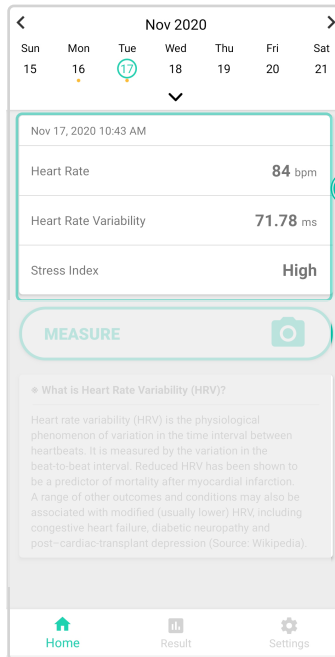 Nov 2020
Sun Mon Tue Wed Thu Fri Sat
15 16 17 18 19 20 21
Nov 17, 2020 10:43 AM
Heart Rate 84 bpm
Heart Rate Variability 71.78 ms
Stress Index High
MEASURE
◆ What is Heart Rate Variability (HRV)?
Heart rate variability (HRV) is the physiological
phenomenon of variation in the time interval between
heartbeats. It is measured by the variation in the
beat-to-beat interval. Reduced HRV has been shown to
be a predictor of mortality after myocardial infarction.
A range of other outcomes and conditions may also be
associated with modified (usually lower) HRV, including
congestive heart failure, diabetic neuropathy and
post–cardiac-transplant depression (Source: Wikipedia).
Home Result Settings